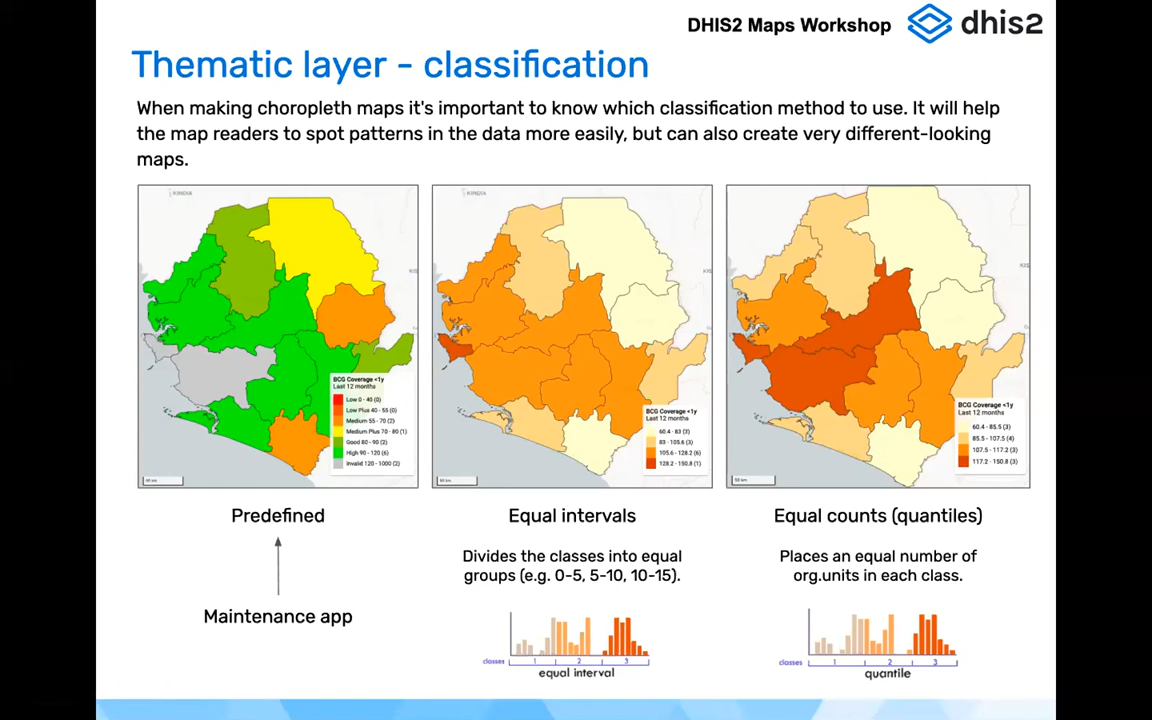 DHIS2 Maps Workshop
dhis2
Thematic layer - classification
When making choropleth maps it's important to know which classification method to use. It will help
the map readers to spot patterns in the data more easily, but can also create very different-looking
maps.
KINDIA
BCG Coverage <1y
Last 12 months
Low 0 - 40 (0)
Low Plus 40 - 55 (0)
Medium 55 - 70 (2)
Medium Plus 70 - 80 (1)
Good 80 - 90 (2)
High 90 - 120 (6)
Invalid 120 - 1000 (2)
KINDIA
BCG Coverage <1y
Last 12 months
60.4 - 83 (3)
83 - 105.6 (3)
105.6 - 128.2 (6)
128.2 - 150.8 (1)
BCG Coverage <1y
Last 12 months
60.4 - 85.5 (3)
85.5 - 107.5 (4)
107.5 - 117.2 (3)
117.2 - 150.8 (3)
50 km
Predefined
Equal intervals
Equal counts (quantiles)
Divides the classes into equal
groups (e.g. 0-5, 5-10, 10-15).
Places an equal number of
org.units in each class.
Maintenance app
classes 1 2 3
equal interval
classes 1 2 3
quantile